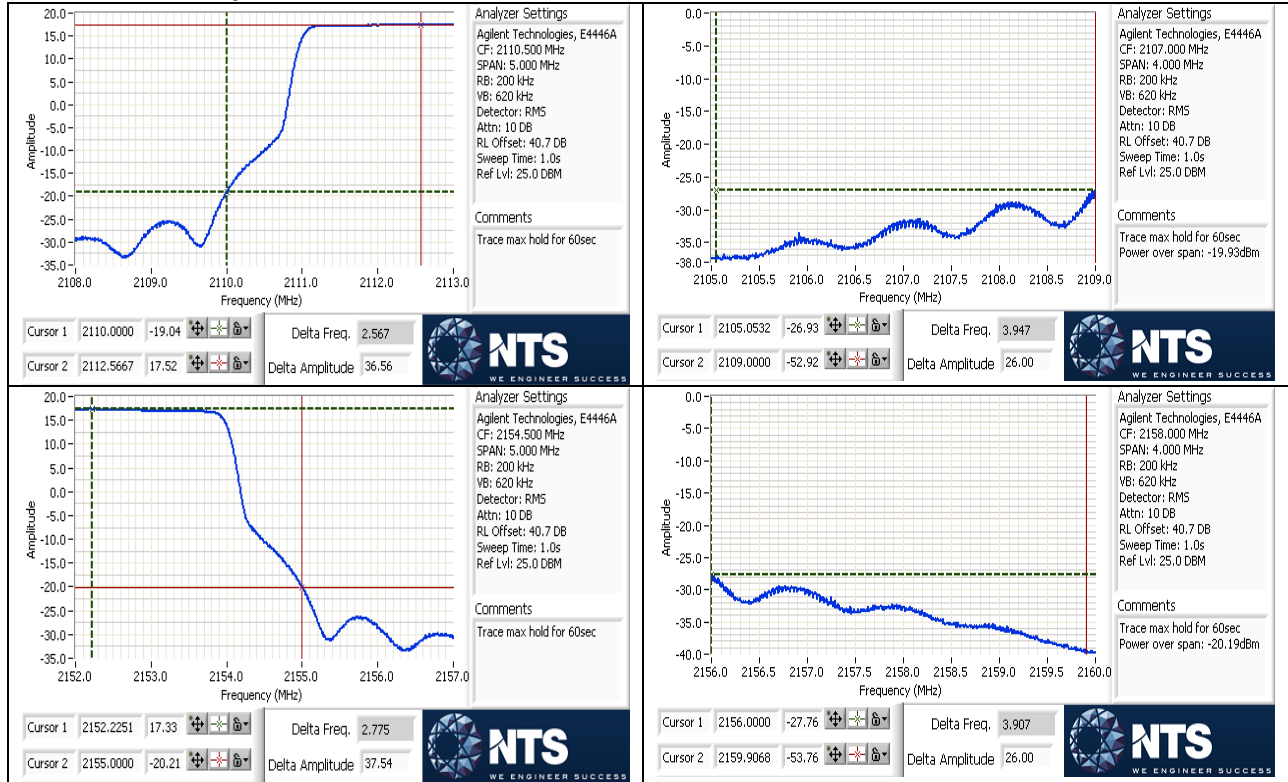 20.0
15.0
10.0
5.0
0.0
-5.0
-10.0
-15.0
-20.0
-25.0
-30.0
-35.0
Amplitude
2108.0 2109.0 2110.0 2111.0 2112.0 2113.0
Frequency (MHz)
Analyzer Settings
Agilent Technologies, E4446A
CF: 2110.500 MHz
SPAN: 5.000 MHz
RB: 200 kHz
VB: 620 kHz
Detector: RMS
Attn: 10 DB
RL Offset: 40.7 DB
Sweep Time: 1.0s
Ref Lvl: 25.0 DBM
Comments
Trace max hold for 60sec
Cursor 1 2110.0000 -19.04
Cursor 2 2112.5667 17.52
Delta Freq. 2.567
Delta Amplitude 36.56
NTS
WE ENGINEER SUCCESS
0.0
-5.0
-10.0
-15.0
-20.0
-25.0
-30.0
-35.0
-38.0
Amplitude
2105.0 2105.5 2106.0 2106.5 2107.0 2107.5 2108.0 2108.5 2109.0
Frequency (MHz)
Analyzer Settings
Agilent Technologies, E4446A
CF: 2107.000 MHz
SPAN: 4.000 MHz
RB: 200 kHz
VB: 620 kHz
Detector: RMS
Attn: 10 DB
RL Offset: 40.7 DB
Sweep Time: 1.0s
Ref Lvl: 25.0 DBM
Comments
Trace max hold for 60sec
Power over span: -19.93dBm
Cursor 1 2105.0532 -26.93
Cursor 2 2109.0000 -52.92
Delta Freq. 3.947
Delta Amplitude 26.00
NTS
WE ENGINEER SUCCESS
20.0
15.0
10.0
5.0
0.0
-5.0
-10.0
-15.0
-20.0
-25.0
-30.0
-35.0
Amplitude
2152.0 2153.0 2154.0 2155.0 2156.0 2157.0
Frequency (MHz)
Analyzer Settings
Agilent Technologies, E4446A
CF: 2154.500 MHz
SPAN: 5.000 MHz
RB: 200 kHz
VB: 620 kHz
Detector: RMS
Attn: 10 DB
RL Offset: 40.7 DB
Sweep Time: 1.0s
Ref Lvl: 25.0 DBM
Comments
Trace max hold for 60sec
Cursor 1 2152.2251 17.33
Cursor 2 2155.0000 -20.21
Delta Freq. 2.775
Delta Amplitude 37.54
NTS
WE ENGINEER SUCCESS
0.0
-5.0
-10.0
-15.0
-20.0
-25.0
-30.0
-35.0
-40.0
Amplitude
2156.0 2156.5 2157.0 2157.5 2158.0 2158.5 2159.0 2159.5 2160.0
Frequency (MHz)
Analyzer Settings
Agilent Technologies, E4446A
CF: 2158.000 MHz
SPAN: 4.000 MHz
RB: 200 kHz
VB: 620 kHz
Detector: RMS
Attn: 10 DB
RL Offset: 40.7 DB
Sweep Time: 1.0s
Ref Lvl: 25.0 DBM
Comments
Trace max hold for 60sec
Power over span: -20.19dBm
Cursor 1 2156.0000 -27.76
Cursor 2 2159.9068 -53.76
Delta Freq. 3.907
Delta Amplitude 26.00
NTS
WE ENGINEER SUCCESS